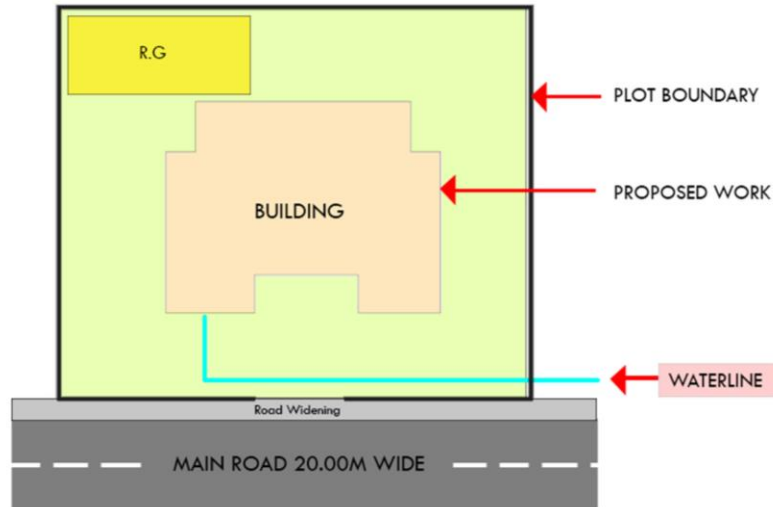 R.G
PLOT BOUNDARY
PROPOSED WORK
BUILDING
WATERLINE
Road Widening
MAIN ROAD 20.00M WIDE